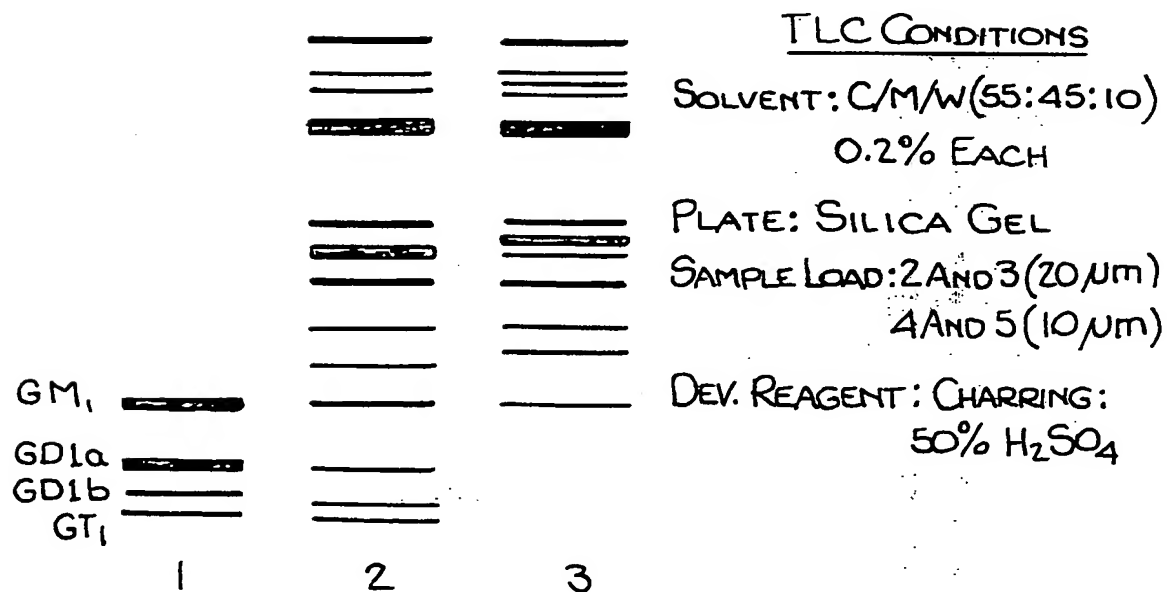 TLC CONDITIONS
SOLVENT: C/M/W (55:45:10)
0.2% EACH
PLATE: SILICA GEL
SAMPLE LOAD: 2 AND 3 (20 µm)
4 AND 5 (10 µm)
DEV. REAGENT: CHARRING:
50% H₂SO₄
GM₁
GD1a
GD1b
GT₁
1 2 3